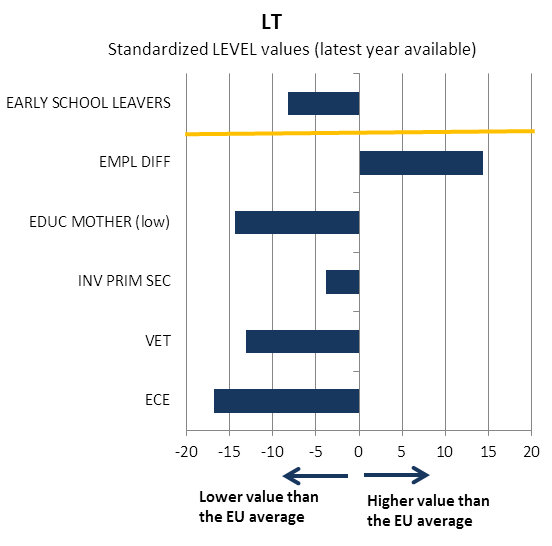 LT
Standardized LEVEL values (latest year available)
EARLY SCHOOL LEAVERS
EMPL DIFF
EDUC MOTHER (low)
INV PRIM SEC
VET
ECE
-20 -15 -10 -5 0 5 10 15 20
Lower value than
the EU average
Higher value than
the EU average